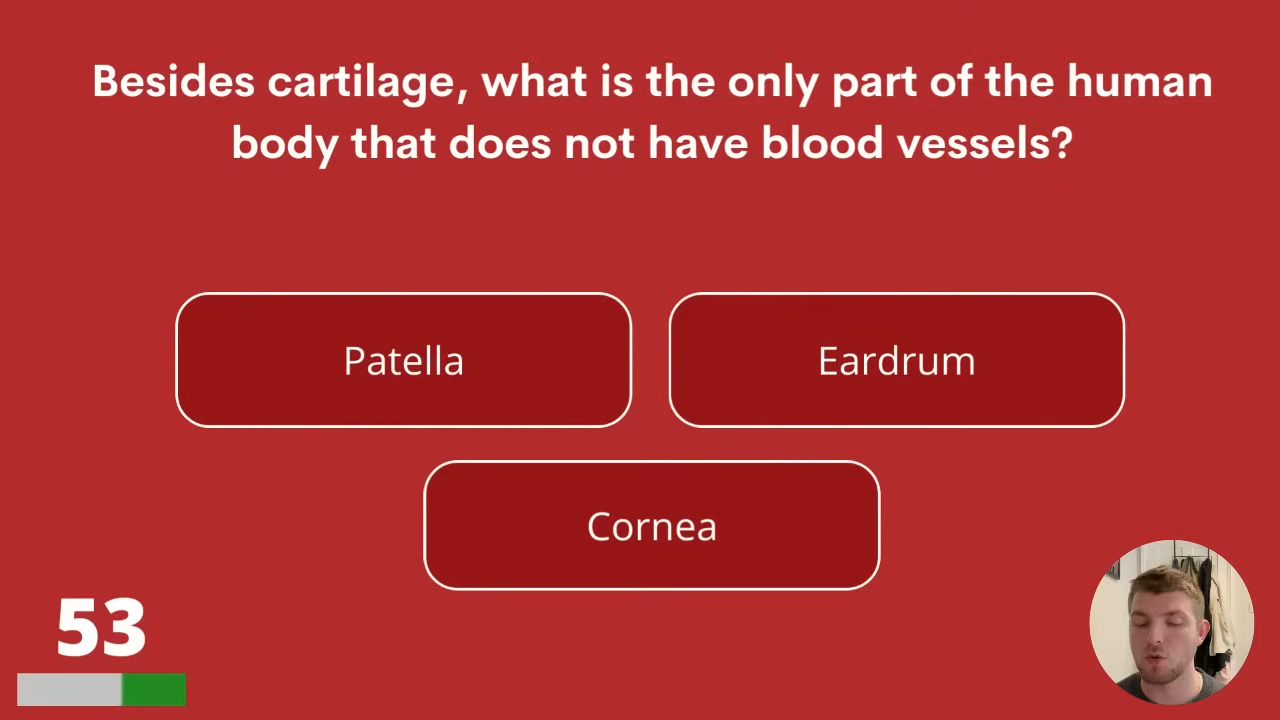 Besides cartilage, what is the only part of the human
body that does not have blood vessels?
Patella
Eardrum
Cornea
53